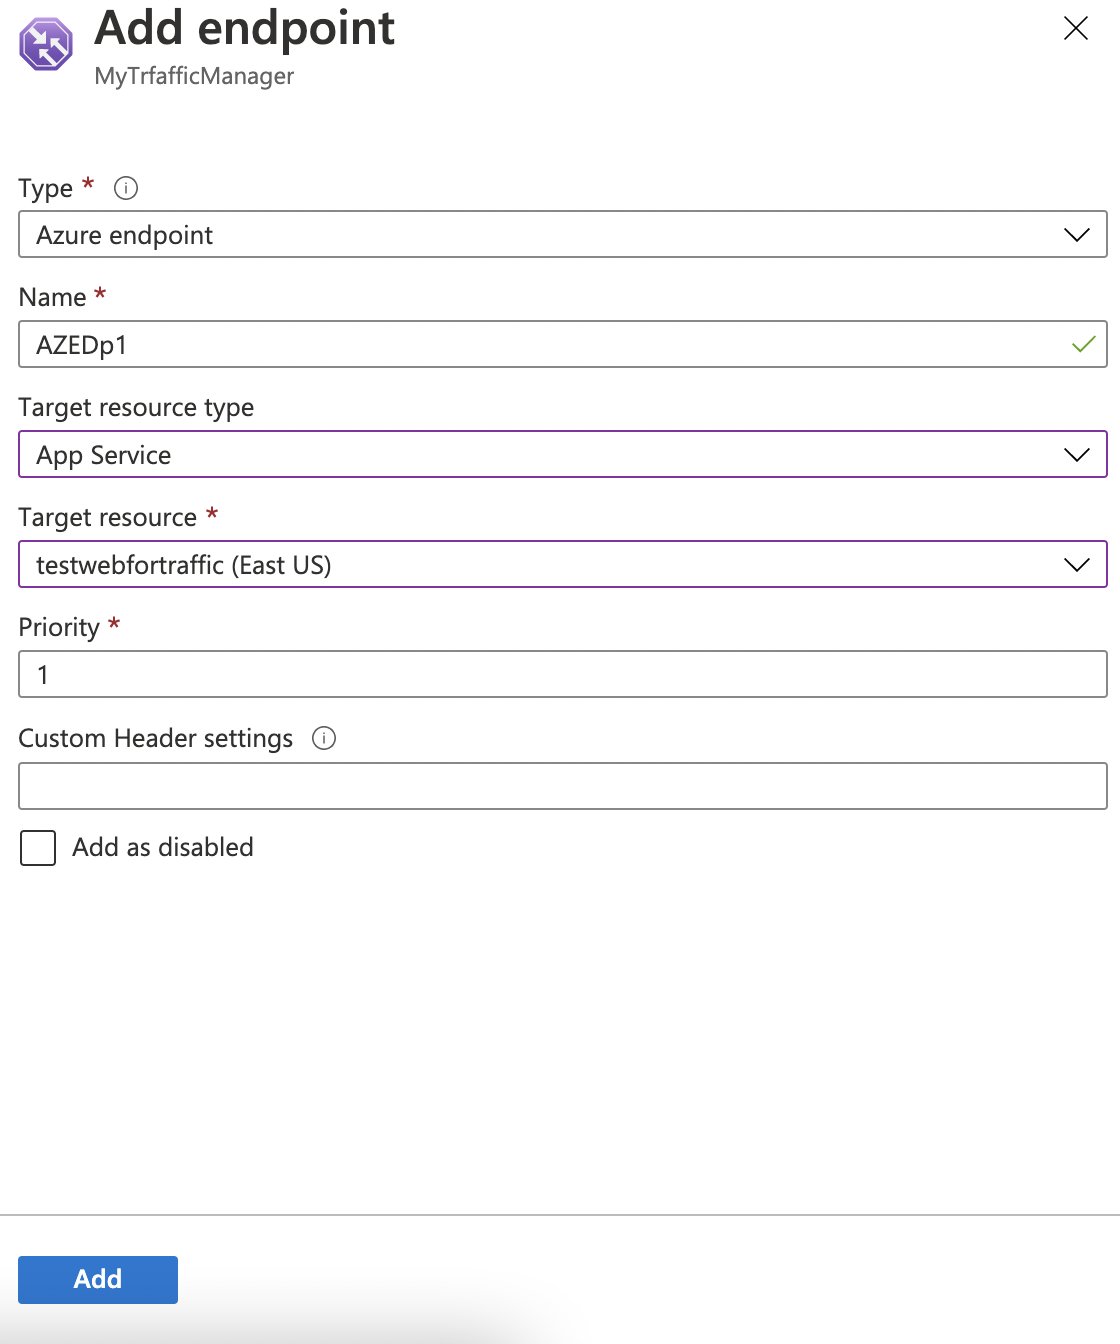 Add endpoint
MyTrfafficManager
Type *
Azure endpoint
Name *
AZEDp1
Target resource type
App Service
Target resource *
testwebfortraffic (East US)
Priority *
1
Custom Header settings
Add as disabled
Add